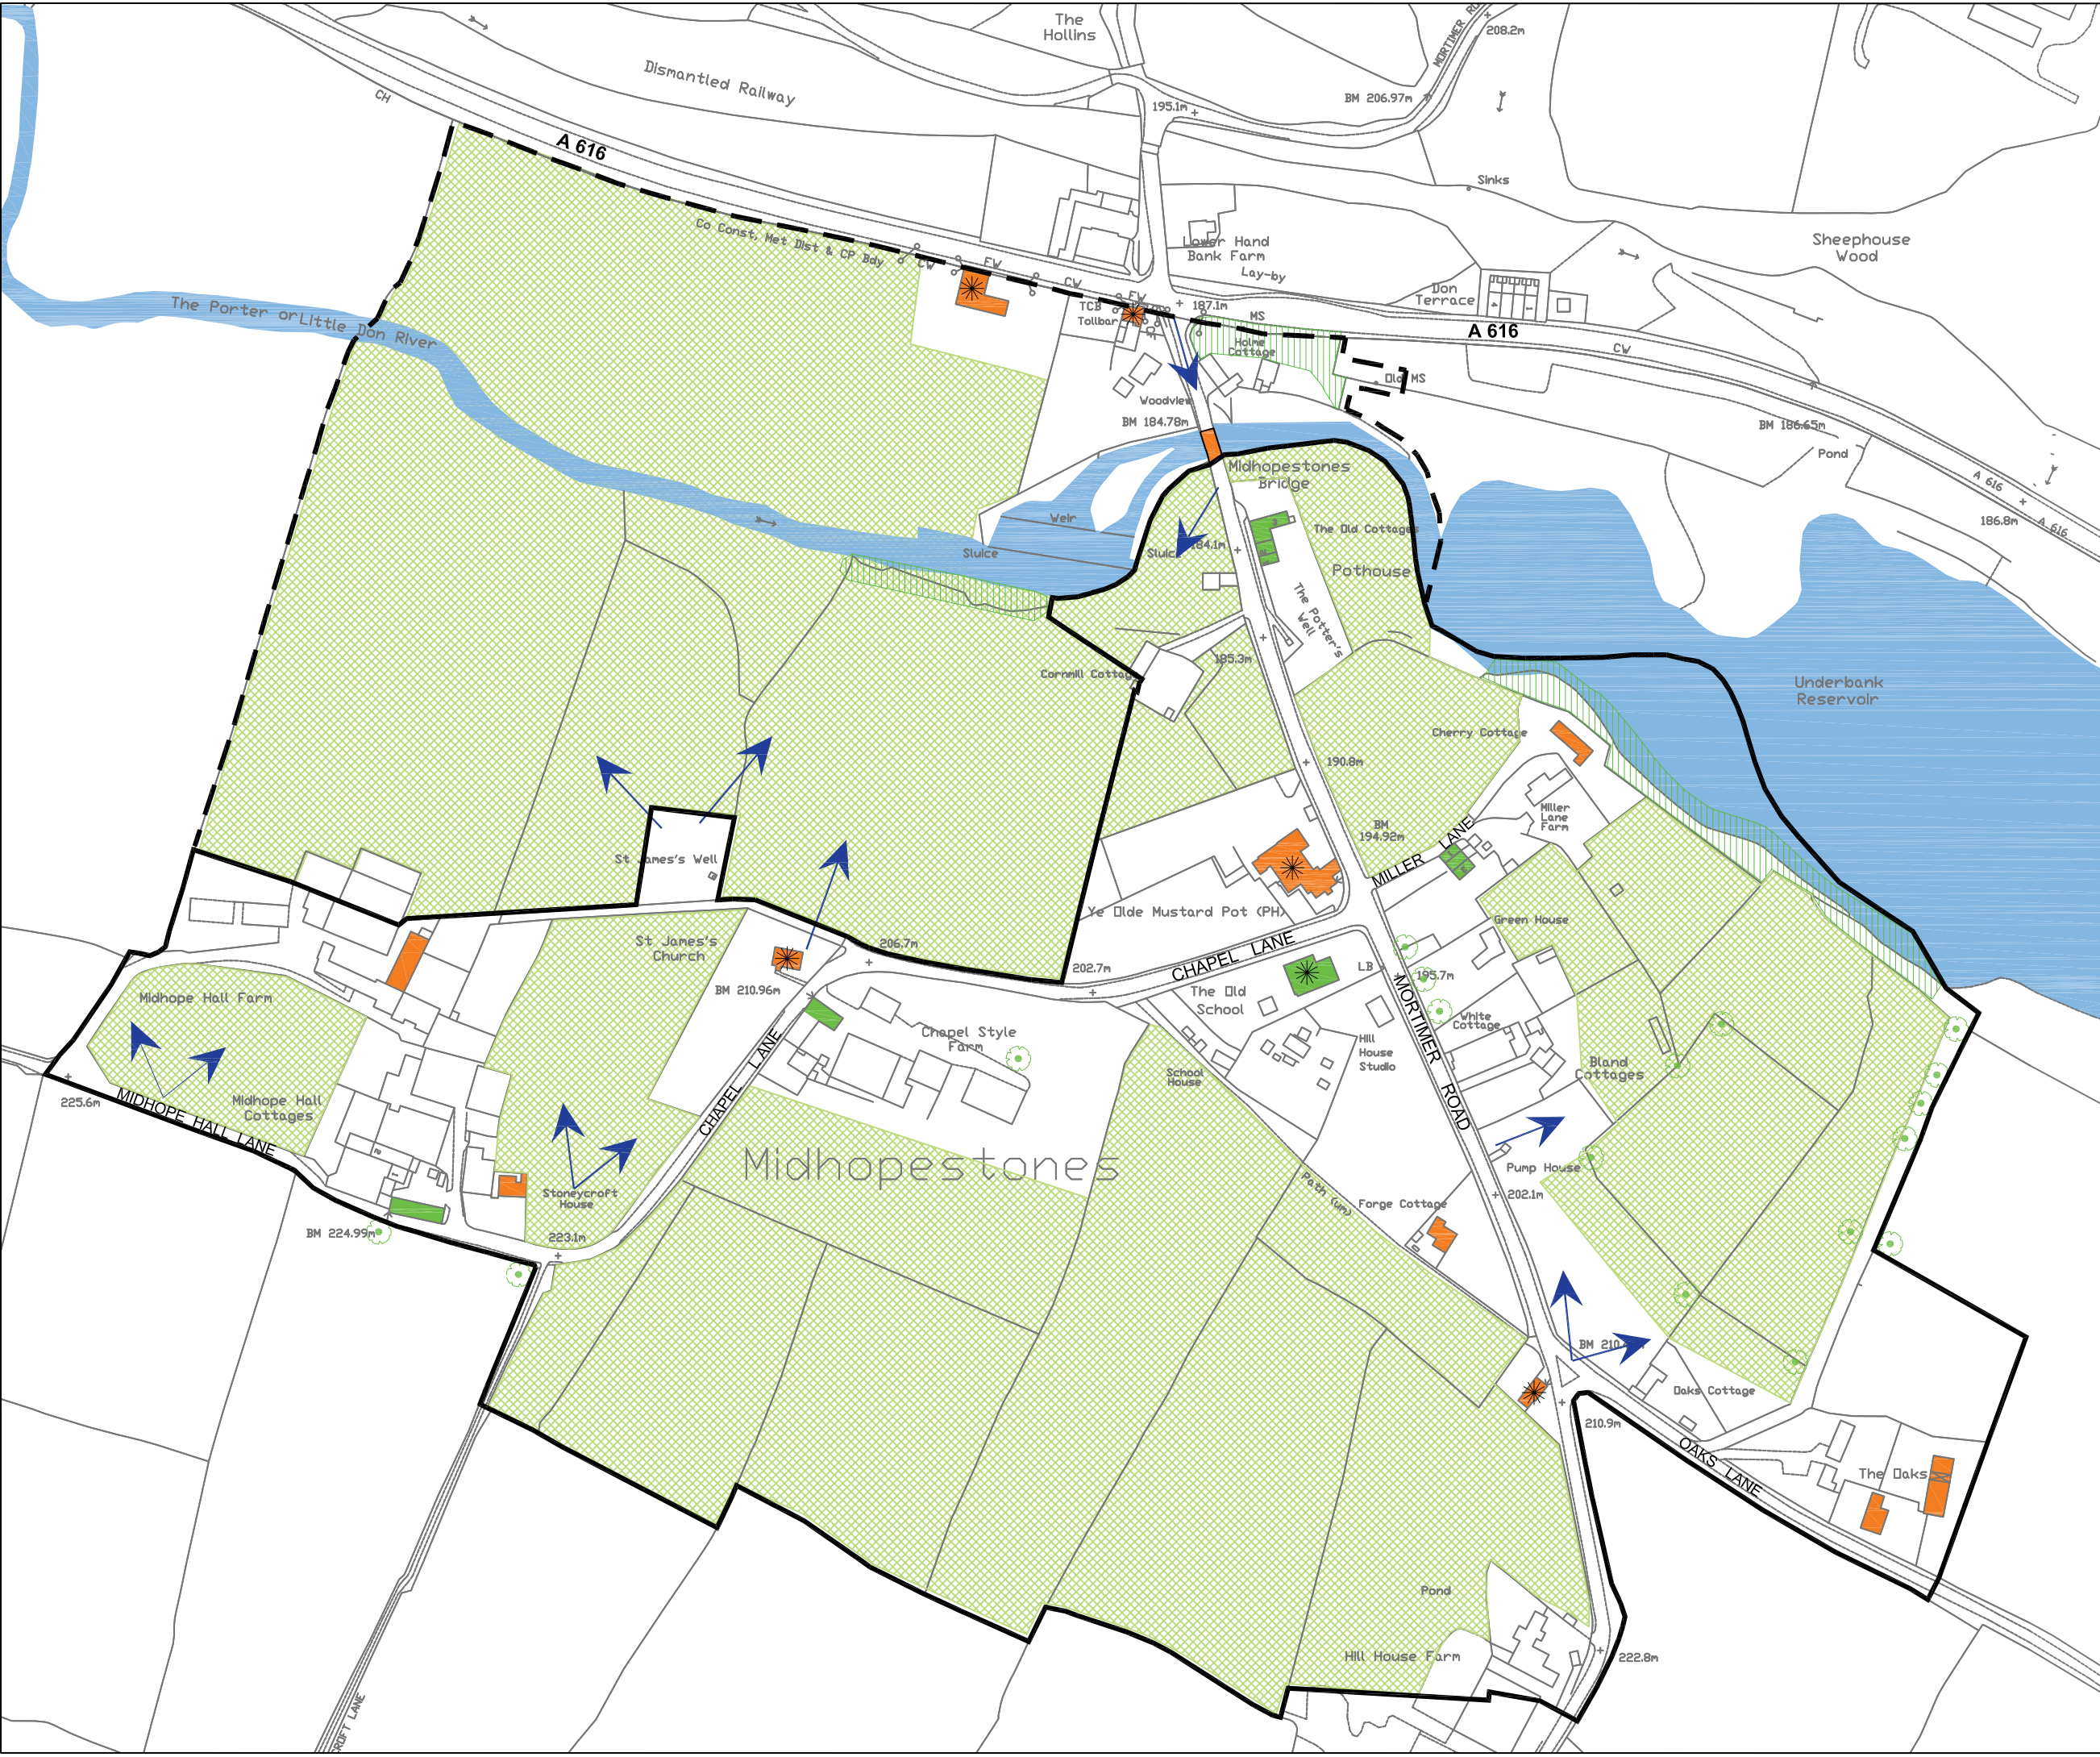 The
Hollins
MORTIMER
208.2m
Dismantled Railway
CH
BM 206.97m
195.1m
A 616
Sinks
Co Const, Met Dist & CP Bdy
CW
FW
CW
FW
Lower Hand
Bank Farm
Lay-by
Sheephouse
Wood
Don
Terrace
The Porter or Little Don River
TCB
Tollbar
187.1m
MS
A 616
CW
Holme
Cottage
Old MS
Woodview
BM 184.78m
BM 186.65m
Pond
A 616
186.8m
A 616
Midhopestones
Bridge
Weir
Sluice
Sluice
184.1m
The Old Cottages
Pothouse
The Potter's
Well
Cornmill Cottage
185.3m
Underbank
Reservoir
Cherry Cottage
190.8m
Miller
Lane
Farm
BM
194.92m
MILLER LANE
St James's Well
Ye Olde Mustard Pot (PH)
Green House
St James's
Church
206.7m
202.7m
CHAPEL LANE
LB
195.7m
BM 210.96m
The Old
School
MORTIMER ROAD
White
Cottage
Midhope Hall Farm
Chapel Style
Farm
Hill
House
Studio
School
House
Bland
Cottages
225.6m
MIDHOPE HALL LANE
Midhope Hall
Cottages
CHAPEL LANE
Midhopestones
Pump House
Stoneycroft
House
Path (um)
Forge Cottage
202.1m
BM 224.99m
223.1m
BM 210
Oaks Cottage
210.9m
OAKS LANE
The Oaks
Pond
Hill House Farm
222.8m
CROFT LANE